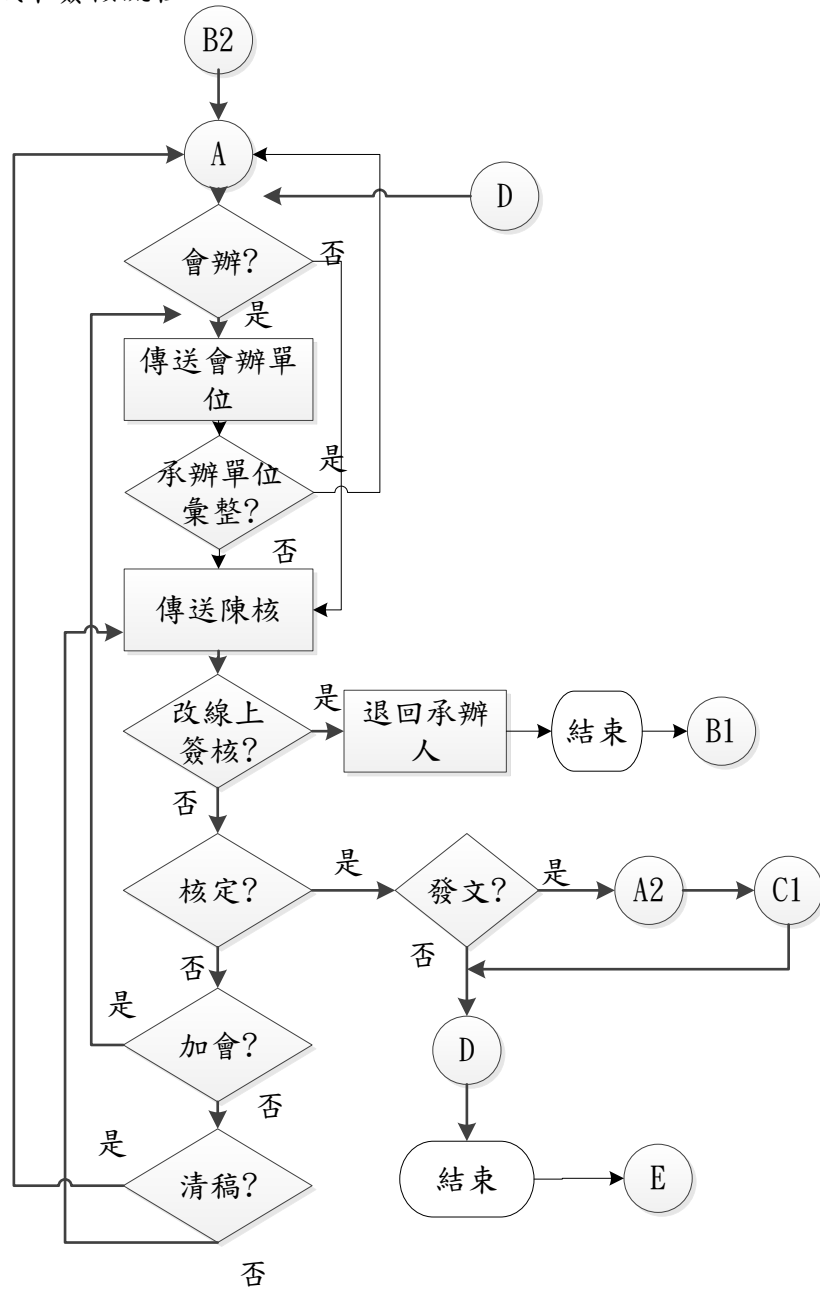 B2
A
D
會辦?
否
是
傳送會辦單
位
承辦單位
彙整?
是
否
傳送陳核
改線上
簽核?
是
退回承辦
人
結束
B1
否
核定?
是
發文?
是
A2
C1
否
否
是
加會?
D
否
是
清稿?
結束
E
否